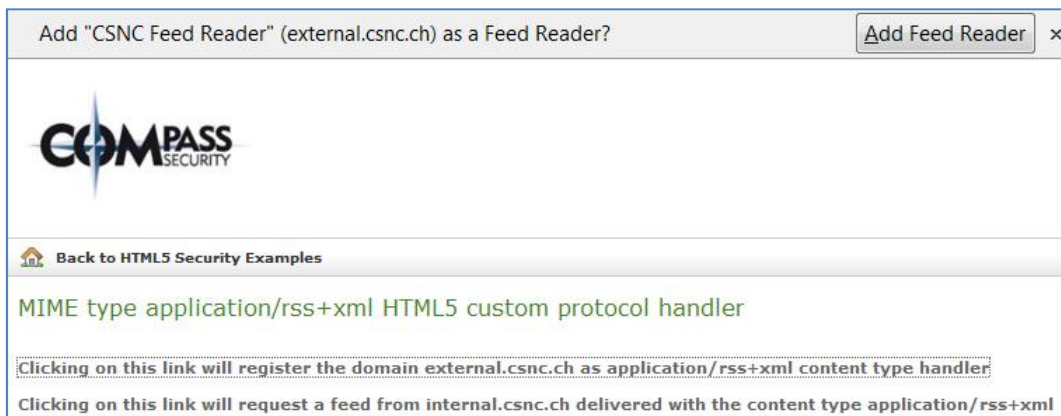 Add "CSNC Feed Reader" (external.csnc.ch) as a Feed Reader?
Add Feed Reader ×
COMPASS
SECURITY
Back to HTML5 Security Examples
MIME type application/rss+xml HTML5 custom protocol handler
Clicking on this link will register the domain external.csnc.ch as application/rss+xml content type handler
Clicking on this link will request a feed from internal.csnc.ch delivered with the content type application/rss+xml